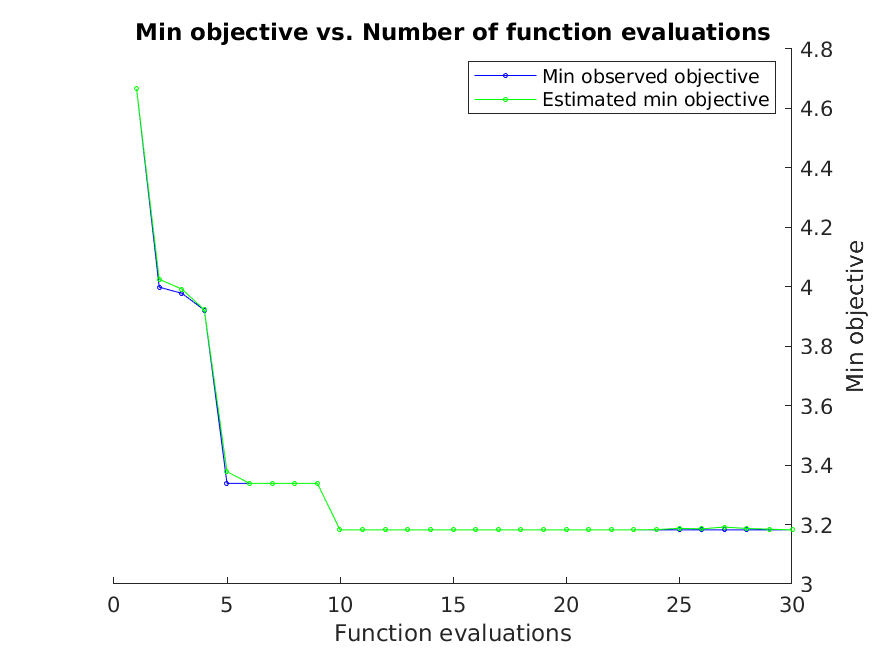 Min objective vs. Number of function evaluations
Min observed objective
Estimated min objective
4.8
4.6
4.4
4.2
4
3.8
3.6
3.4
3.2
3
Min objective
0 5 10 15 20 25 30
Function evaluations